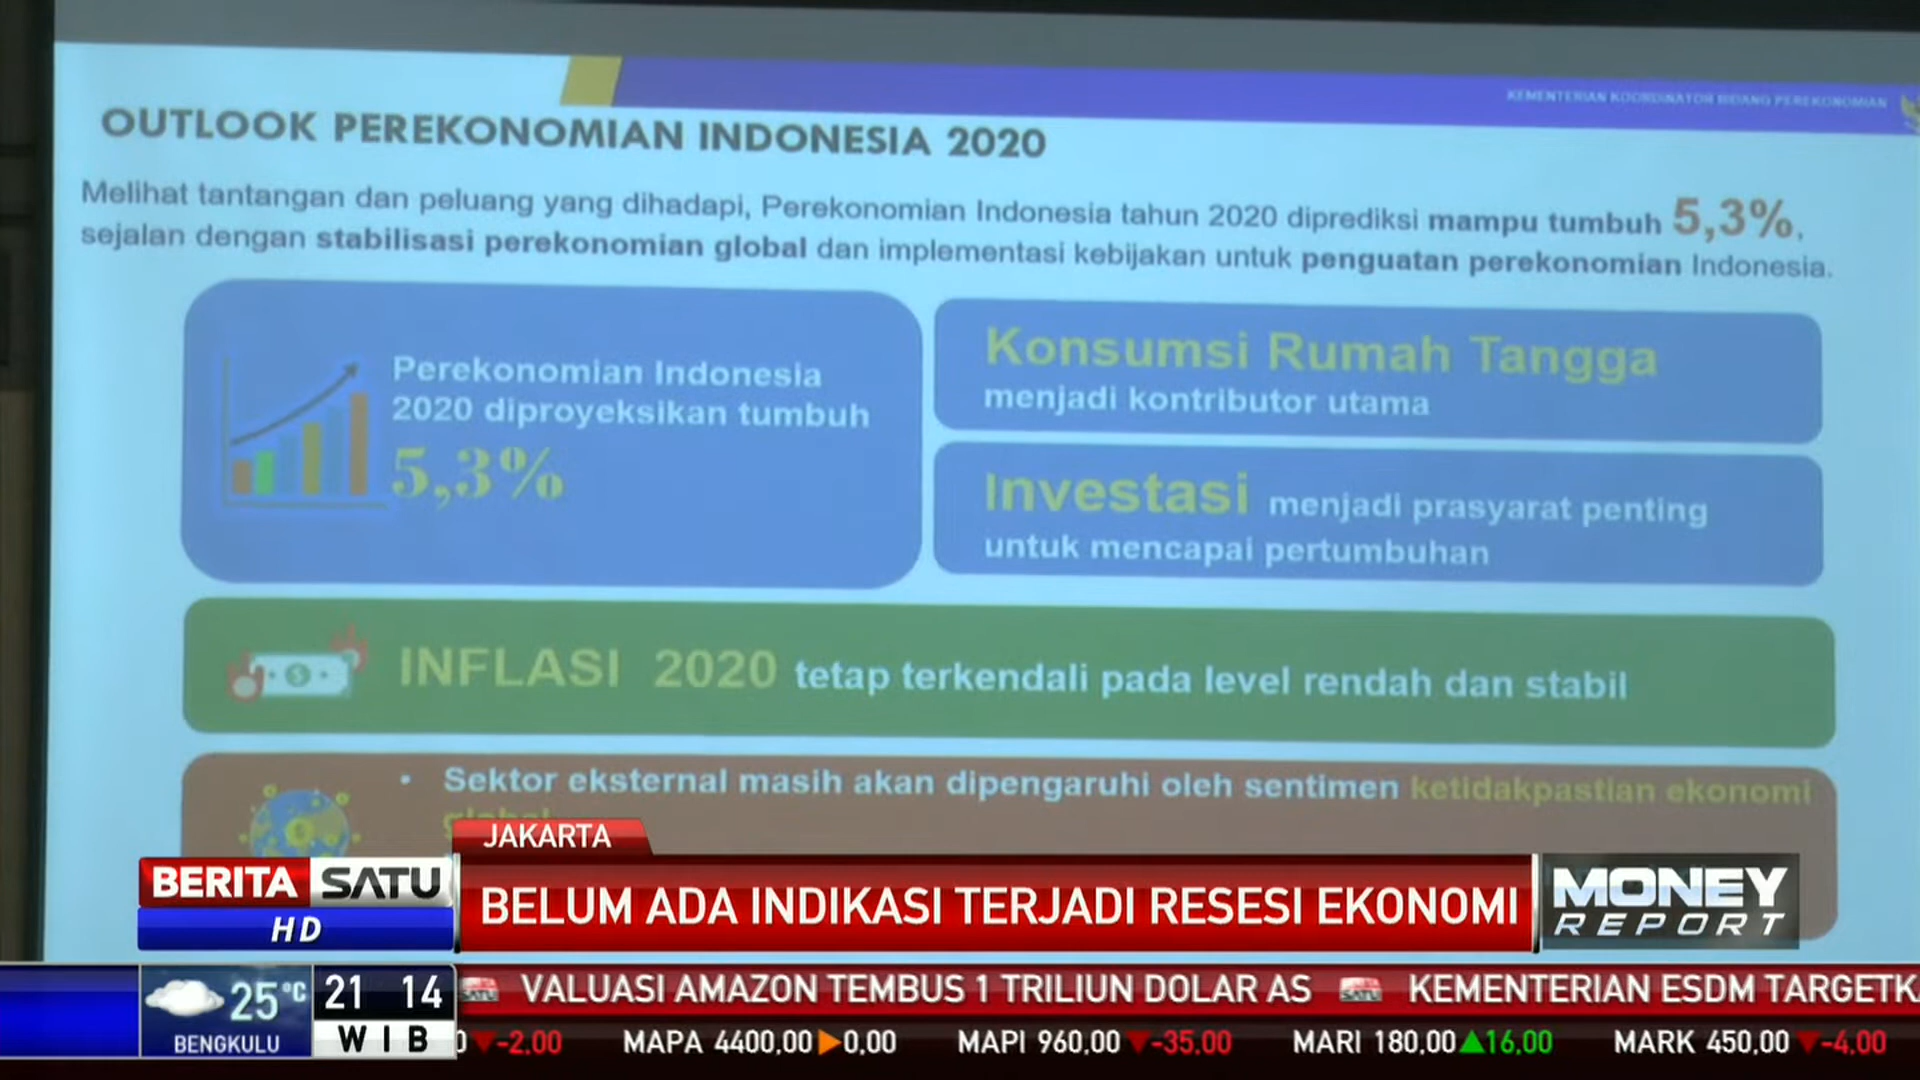 KEMENTERIAN KOORDINATOR BIDANG PEREKONOMIAN
OUTLOOK PEREKONOMIAN INDONESIA 2020
Melihat tantangan dan peluang yang dihadapi, Perekonomian Indonesia tahun 2020 diprediksi mampu tumbuh 5,3%,
sejalan dengan stabilisasi perekonomian global dan implementasi kebijakan untuk penguatan perekonomian Indonesia.
Perekonomian Indonesia
2020 diproyeksikan tumbuh
5,3%
Konsumsi Rumah Tangga
menjadi kontributor utama
Investasi menjadi prasyarat penting
untuk mencapai pertumbuhan
INFLASI 2020 tetap terkendali pada level rendah dan stabil
• Sektor eksternal masih akan dipengaruhi oleh sentimen ketidakpastian ekonomi
JAKARTA
BERITA SATU
HD
BELUM ADA INDIKASI TERJADI RESESI EKONOMI
MONEY
REPORT
25°C
BENGKULU
21 14
WIB
VALUASI AMAZON TEMBUS 1 TRILIUN DOLAR AS
KEMENTERIAN ESDM TARGETK
0 ▼-2.00 MAPA 4400,00 ▶0,00 MAPI 960,00 ▼-35.00 MARI 180,00 ▲16,00 MARK 450,00 ▼-4.00